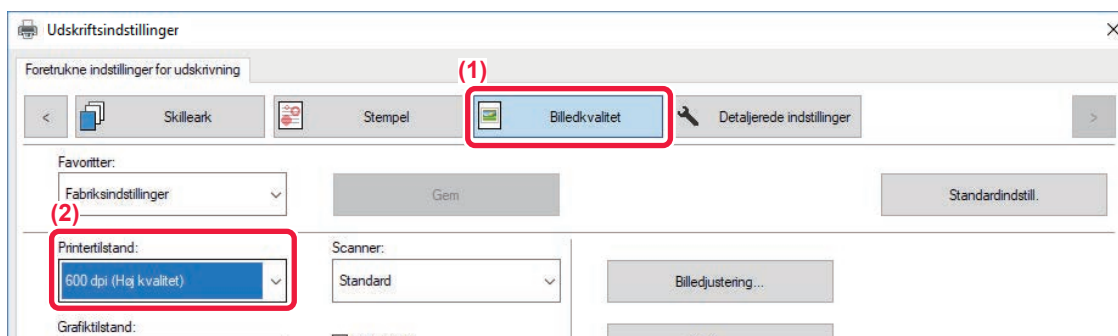 Udskriftsindstillinger
Foretrukne indstillinger for udskrivning
(1)
< Skilleark Stempel Billedkvalitet Detaljerede indstillinger >
Favoritter:
Fabriksindstillinger Gem Standardindstill.
(2)
Printertilstand: Scanner:
600 dpi (Høj kvalitet) Standard Billedjustering...
Grafiktilstand: